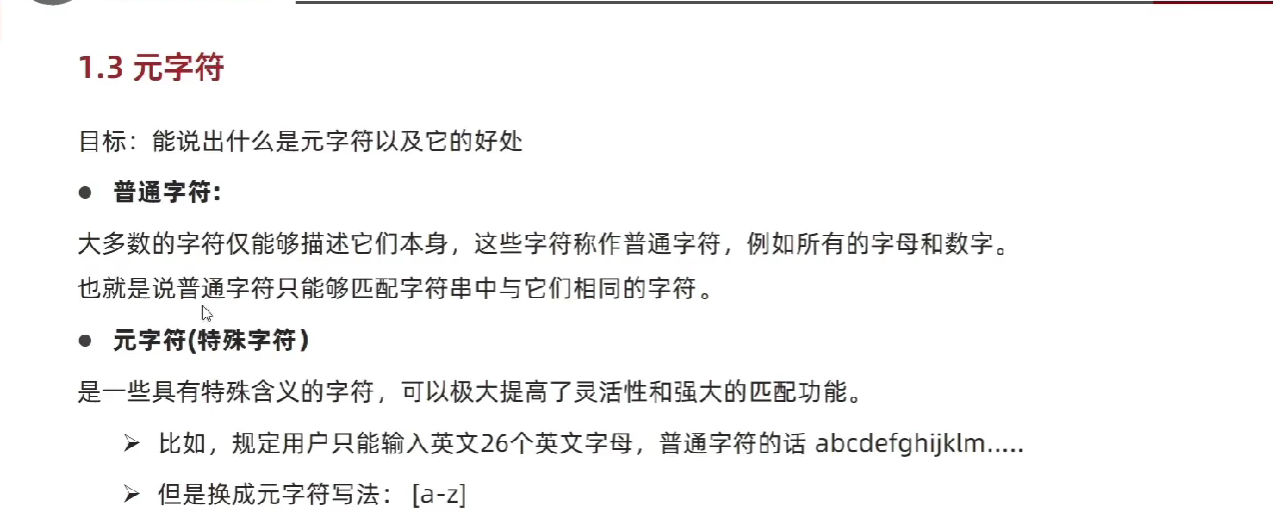 1.3 元字符
目标：能说出什么是元字符以及它的好处
● 普通字符:
大多数的字符仅能够描述它们本身，这些字符称作普通字符，例如所有的字母和数字。
也就是说普通字符只能够匹配字符串中与它们相同的字符。
● 元字符(特殊字符）
是一些具有特殊含义的字符，可以极大提高了灵活性和强大的匹配功能。
➢ 比如，规定用户只能输入英文26个英文字母，普通字符的话 abcdefghijklm.....
➢ 但是换成元字符写法： [a-z]